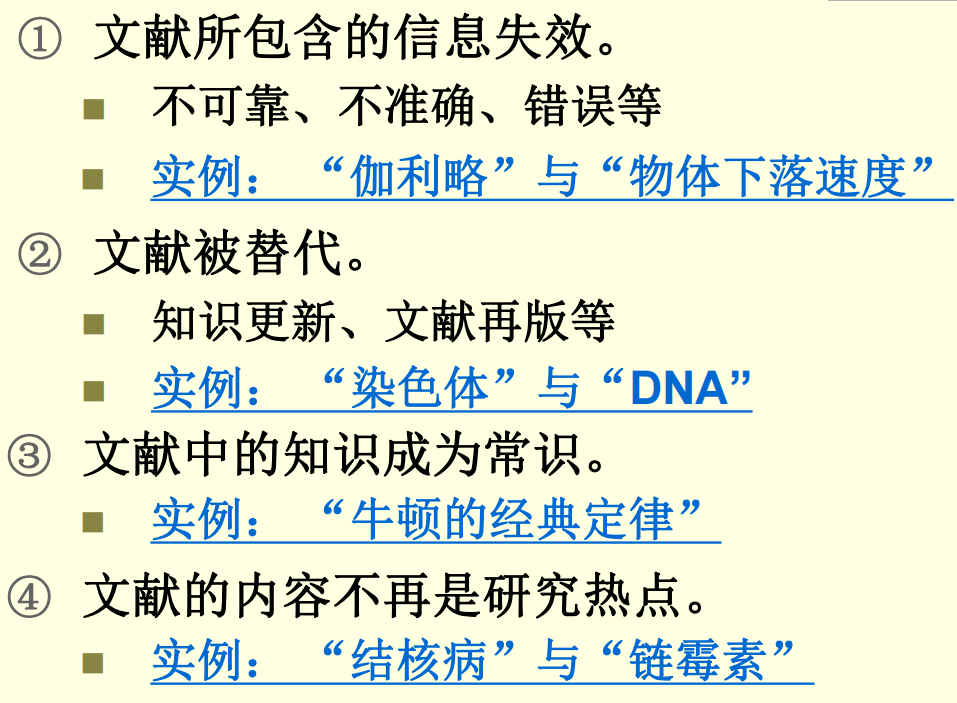 ① 文献所包含的信息失效。
■ 不可靠、不准确、错误等
■ 实例： “伽利略”与“物体下落速度”
② 文献被替代。
■ 知识更新、文献再版等
■ 实例： “染色体”与“DNA”
③ 文献中的知识成为常识。
■ 实例： “牛顿的经典定律”
④ 文献的内容不再是研究热点。
■ 实例： “结核病”与“链霉素”